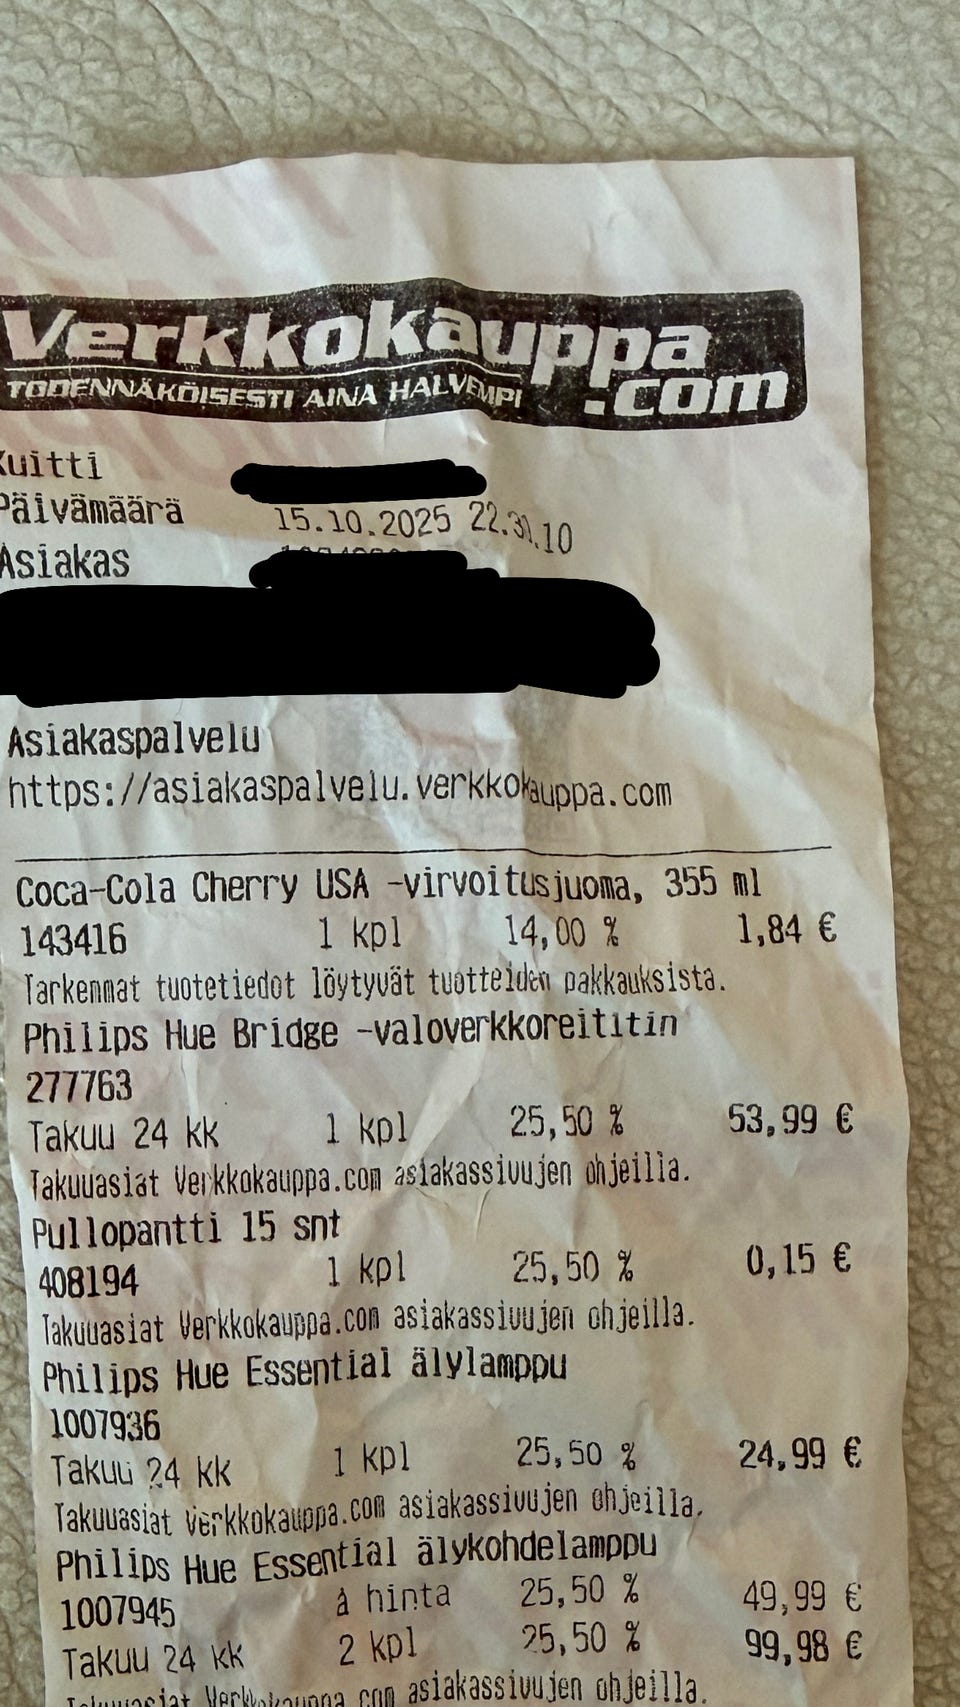 Verkkokauppa
.com
TODENNÄKÖISESTI AINA HALVEMPI
Kuitti
Päivämäärä 15.10.2025
Asiakas
Asiakaspalvelu
https://asiakaspalvelu.verkkokauppa.com
Coca-Cola Cherry USA -virvoitusjuoma, 355 ml
143416 1 kpl 14,00 % 1,84 €
Tarkemmat tuotetiedot löytyvät tuotteiden pakkauksista.
Philips Hue Bridge -valoverkkoreititin
277763
Takuu 24 kk 1 kpl 25,50 % 53,99 €
Takuuasiat Verkkokauppa.com asiakassivujen ohjeilla.
Pullopantti 15 snt
408194 1 kpl 25,50 % 0,15 €
Takuuasiat Verkkokauppa.com asiakassivujen ohjeilla.
Philips Hue Essential älylamppu
1007936
Takuu 24 kk 1 kpl 25,50 % 24,99 €
Takuuasiat Verkkokauppa.com asiakassivujen ohjeilla.
Philips Hue Essential älykohdelamppu
1007945 á hinta 25,50 % 49,99 €
Takuu 24 kk 2 kpl 25,50 % 99,98 €
Takuuasiat Verkkokauppa.com asiakassivujen ohjeilla.